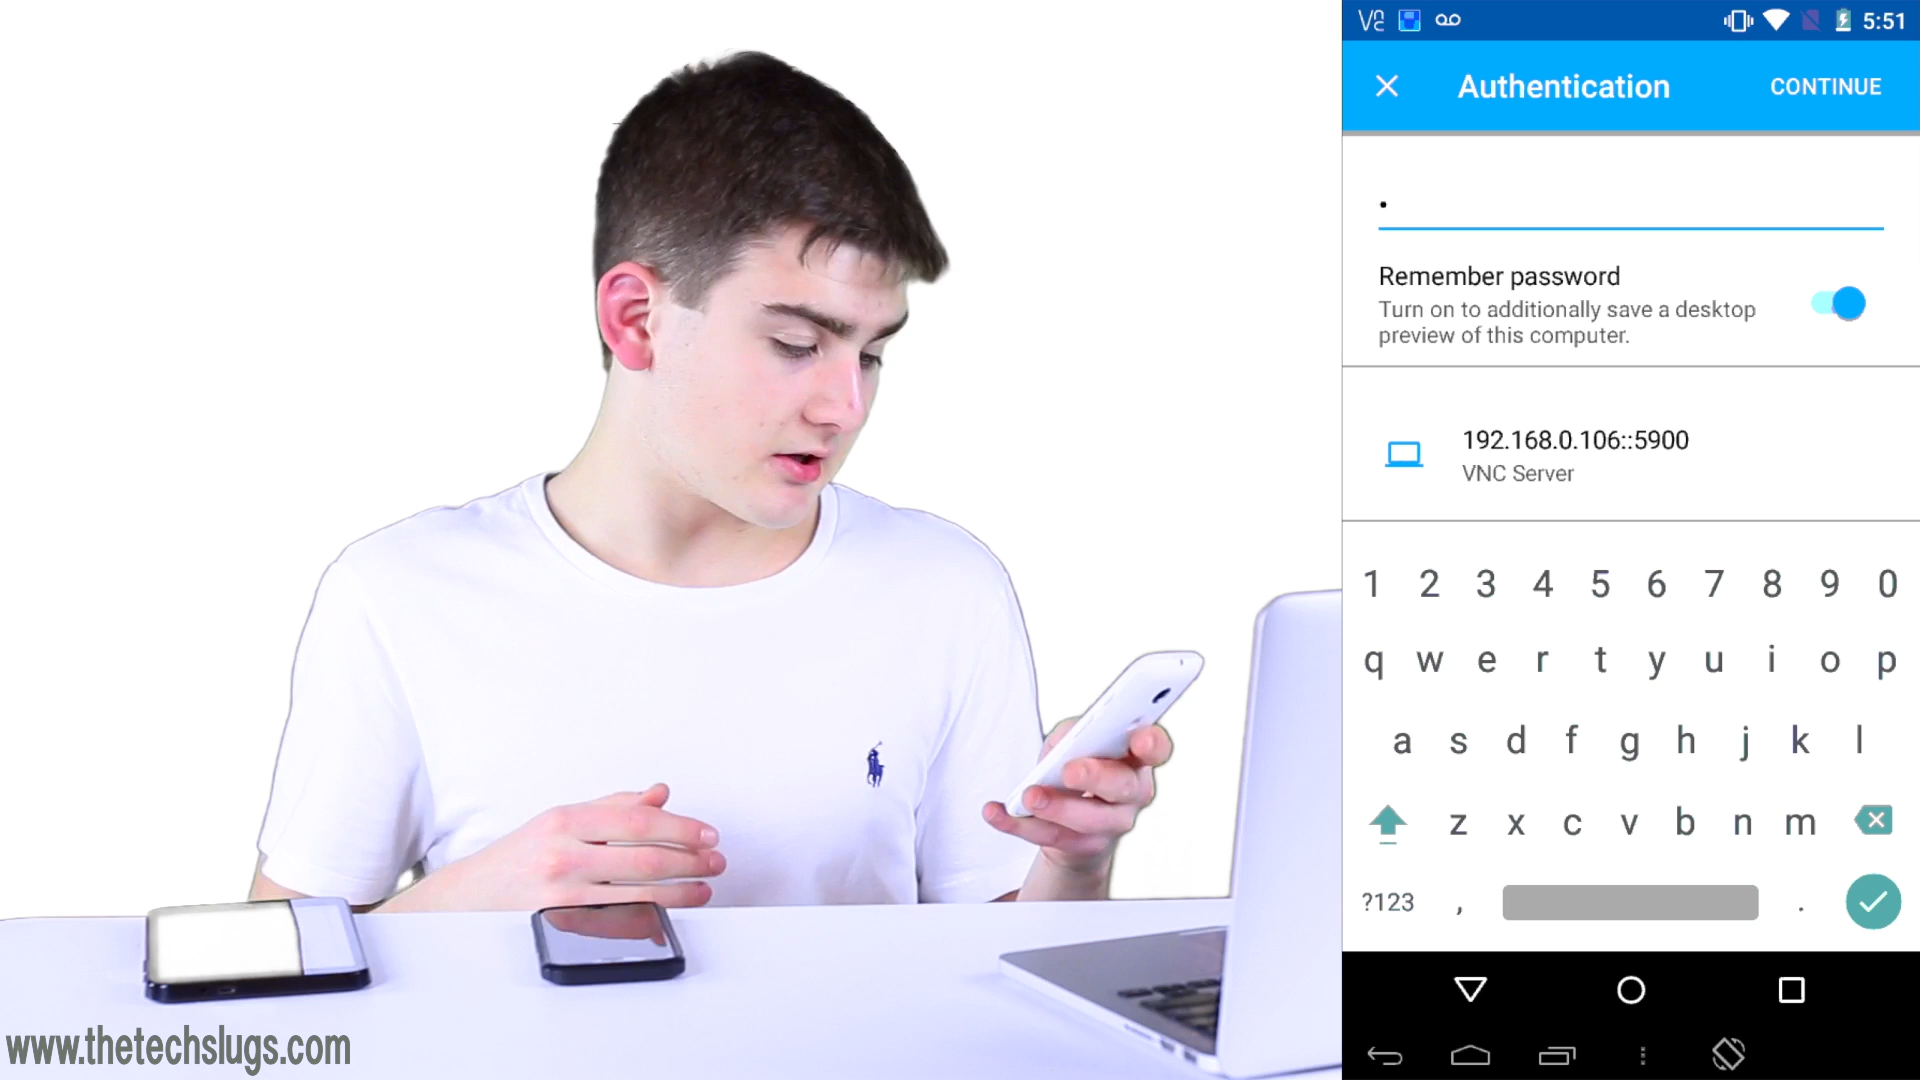 5:51
Authentication
CONTINUE
Remember password
Turn on to additionally save a desktop
preview of this computer.
192.168.0.106::5900
VNC Server
1 2 3 4 5 6 7 8 9 0
q w e r t y u i o p
a s d f g h j k l
z x c v b n m
?123 , .
www.thetechslugs.com